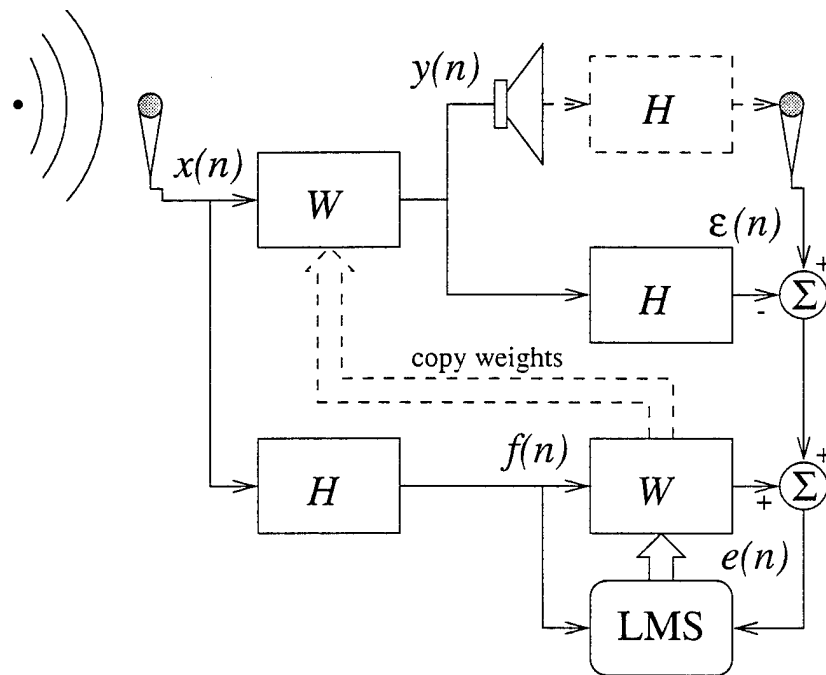 y(n)
H
x(n)
W
ε(n)
+
Σ
H
-
copy weights
f(n)
+
H
W
+
Σ
e(n)
LMS